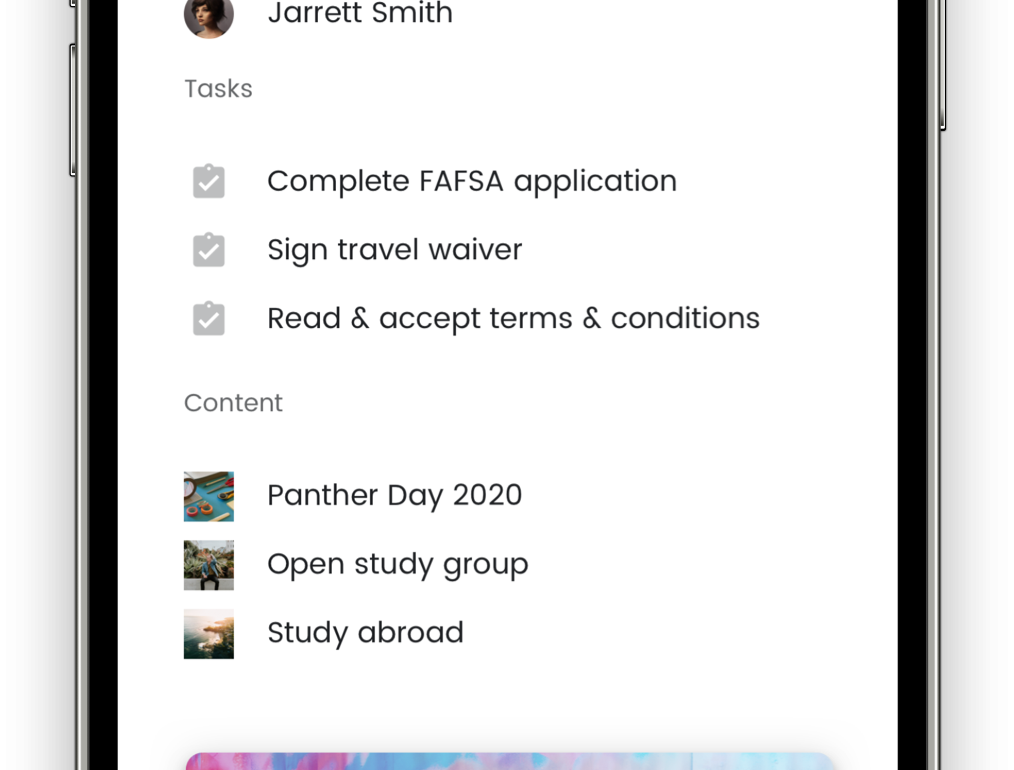 Jarrett Smith
Tasks
Complete FAFSA application
Sign travel waiver
Read & accept terms & conditions
Content
Panther Day 2020
Open study group
Study abroad